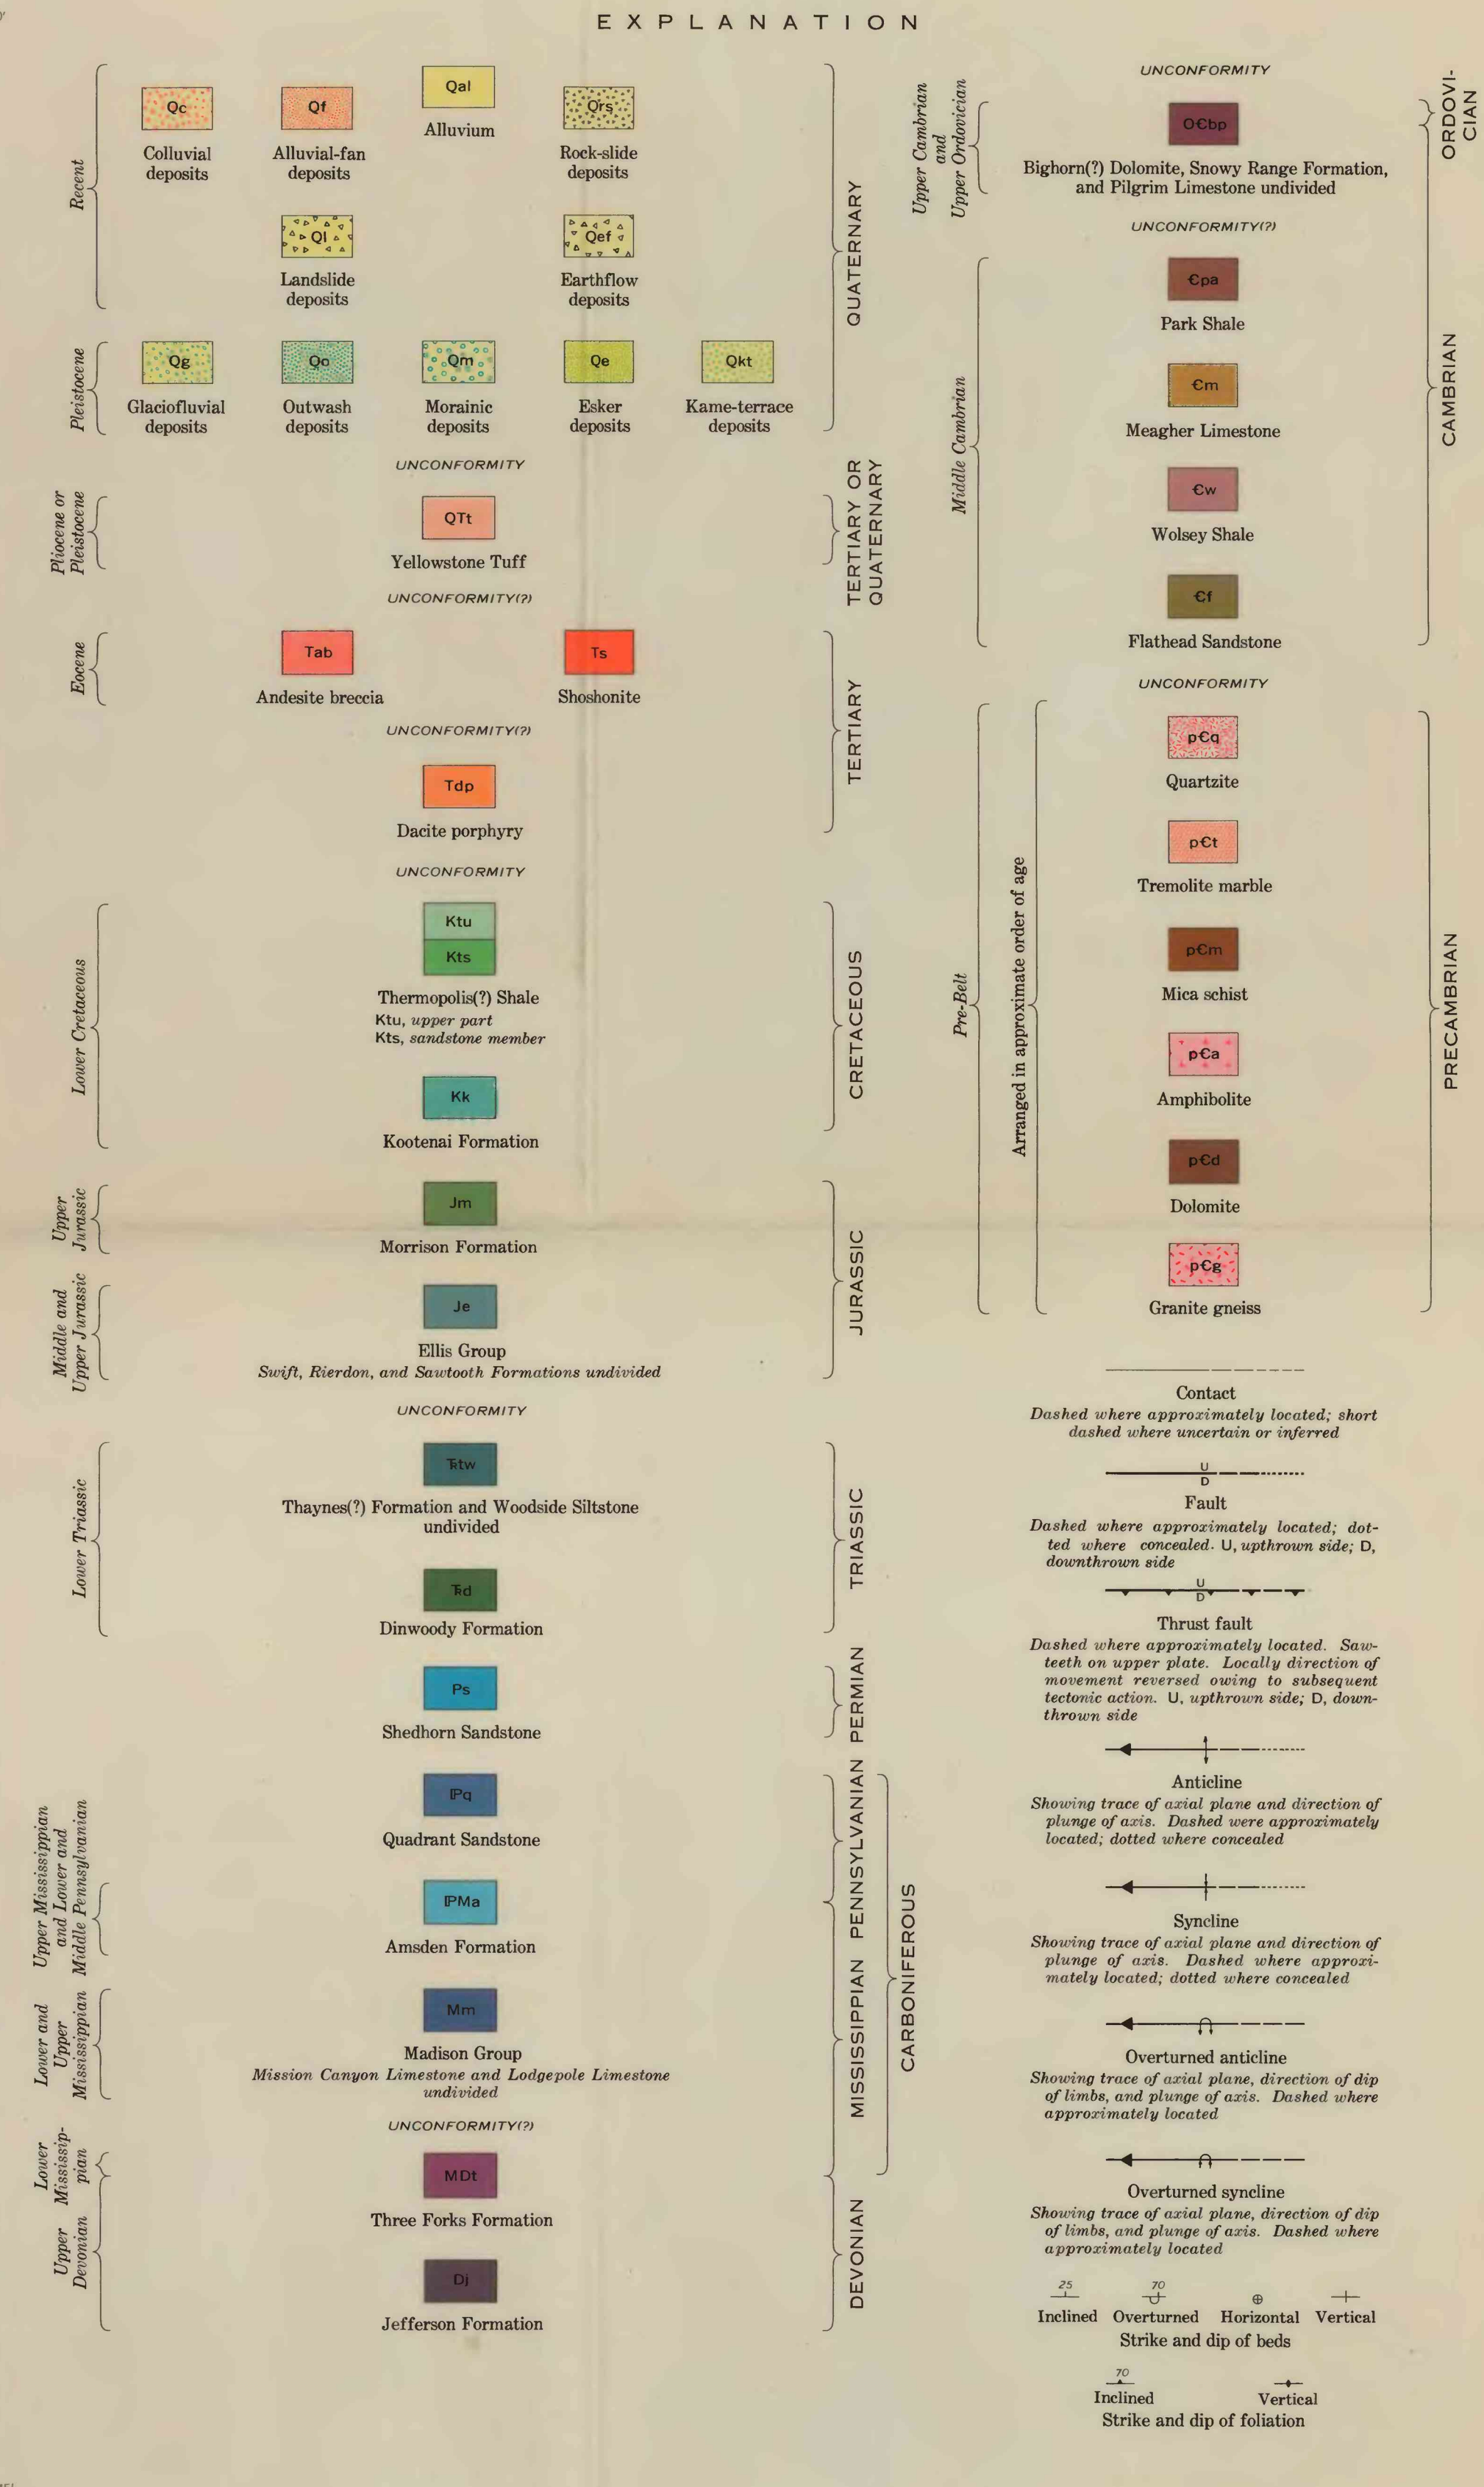 EXPLANATION
Recent
Qc
Colluvial
deposits
Qf
Alluvial-fan
deposits
Qal
Alluvium
Qrs
Rock-slide
deposits
Ql
Landslide
deposits
Qef
Earthflow
deposits
QUATERNARY
Pleistocene
Qg
Glaciofluvial
deposits
Qo
Outwash
deposits
Qm
Morainic
deposits
Qe
Esker
deposits
Qkt
Kame-terrace
deposits
UNCONFORMITY
Pliocene or
Pleistocene
QTt
Yellowstone Tuff
TERTIARY OR
QUATERNARY
UNCONFORMITY(?)
Eocene
Tab
Andesite breccia
Ts
Shoshonite
UNCONFORMITY(?)
TERTIARY
Tdp
Dacite porphyry
UNCONFORMITY
Lower Cretaceous
Ktu
Kts
Thermopolis(?) Shale
Ktu, upper part
Kts, sandstone member
CRETACEOUS
Kk
Kootenai Formation
Upper
Jurassic
Jm
Morrison Formation
JURASSIC
Middle and
Upper Jurassic
Je
Ellis Group
Swift, Rierdon, and Sawtooth Formations undivided
UNCONFORMITY
Lower Triassic
Ꞧtw
Thaynes(?) Formation and Woodside Siltstone
undivided
TRIASSIC
Ꞧd
Dinwoody Formation
Ps
Shedhorn Sandstone
PERMIAN
ℙq
Quadrant Sandstone
PENNSYLVANIAN
Upper Mississippian
and Lower and
Middle Pennsylvanian
ℙMa
Amsden Formation
CARBONIFEROUS
Lower and
Upper
Mississippian
Mm
Madison Group
Mission Canyon Limestone and Lodgepole Limestone
undivided
MISSISSIPPIAN
UNCONFORMITY(?)
Lower
Mississip-
pian
MDt
Three Forks Formation
Upper
Devonian
Dj
Jefferson Formation
DEVONIAN
UNCONFORMITY
Upper Cambrian
and
Upper Ordovician
O€bp
Bighorn(?) Dolomite, Snowy Range Formation,
and Pilgrim Limestone undivided
ORDOVI-
CIAN
UNCONFORMITY(?)
Middle Cambrian
€pa
Park Shale
€m
Meagher Limestone
CAMBRIAN
€w
Wolsey Shale
€f
Flathead Sandstone
UNCONFORMITY
Pre-Belt
Arranged in approximate order of age
p€q
Quartzite
p€t
Tremolite marble
p€m
Mica schist
p€a
Amphibolite
p€d
Dolomite
p€g
Granite gneiss
PRECAMBRIAN
Contact
Dashed where approximately located; short
dashed where uncertain or inferred
U
D
Fault
Dashed where approximately located; dot-
ted where concealed. U, upthrown side; D,
downthrown side
U
D
Thrust fault
Dashed where approximately located. Saw-
teeth on upper plate. Locally direction of
movement reversed owing to subsequent
tectonic action. U, upthrown side; D, down-
thrown side
Anticline
Showing trace of axial plane and direction of
plunge of axis. Dashed were approximately
located; dotted where concealed
Syncline
Showing trace of axial plane and direction of
plunge of axis. Dashed where approxi-
mately located; dotted where concealed
Overturned anticline
Showing trace of axial plane, direction of dip
of limbs, and plunge of axis. Dashed where
approximately located
Overturned syncline
Showing trace of axial plane, direction of dip
of limbs, and plunge of axis. Dashed where
approximately located
25 70
Inclined Overturned Horizontal Vertical
Strike and dip of beds
70
Inclined Vertical
Strike and dip of foliation